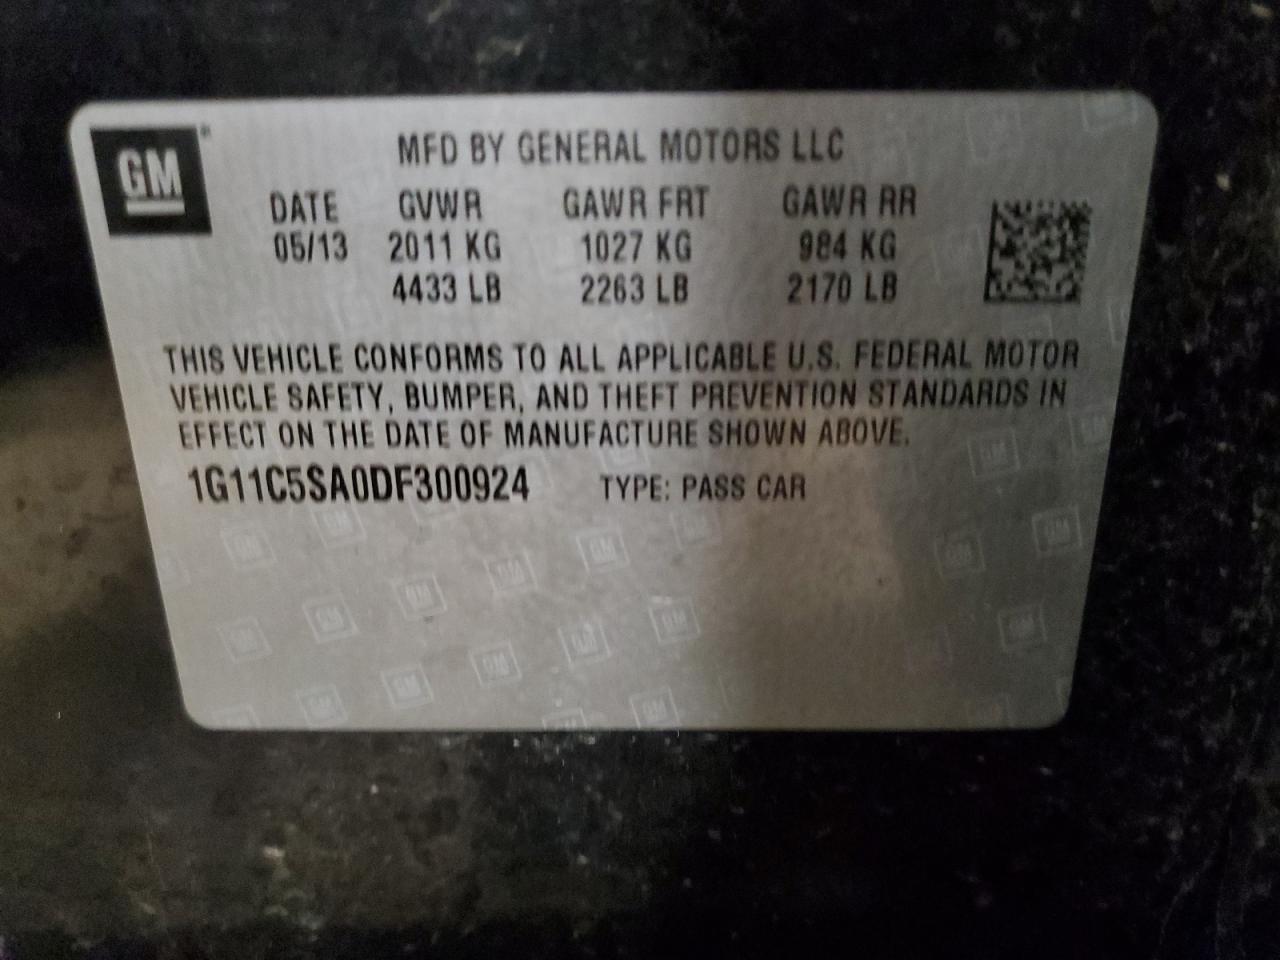 GM
MFD BY GENERAL MOTORS LLC
DATE GVWR GAWR FRT GAWR RR
05/13 2011 KG 1027 KG 984 KG
4433 LB 2263 LB 2170 LB
THIS VEHICLE CONFORMS TO ALL APPLICABLE U.S. FEDERAL MOTOR
VEHICLE SAFETY, BUMPER, AND THEFT PREVENTION STANDARDS IN
EFFECT ON THE DATE OF MANUFACTURE SHOWN ABOVE.
1G11C5SA0DF300924 TYPE: PASS CAR